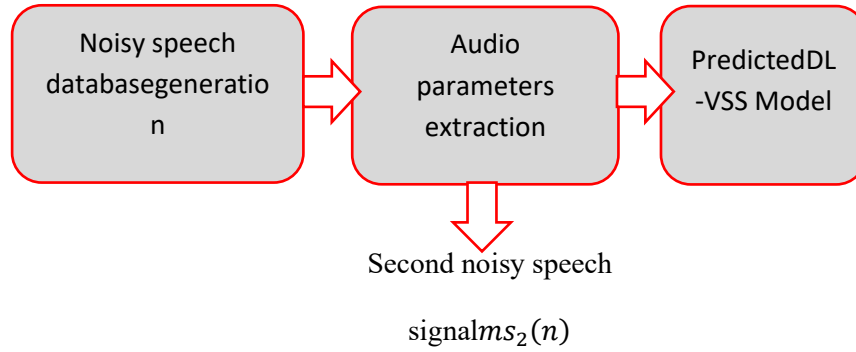 Noisy speech
databasegeneratio
n
Audio
parameters
extraction
PredictedDL
-VSS Model
Second noisy speech
signal𝑚𝑠₂(𝑛)